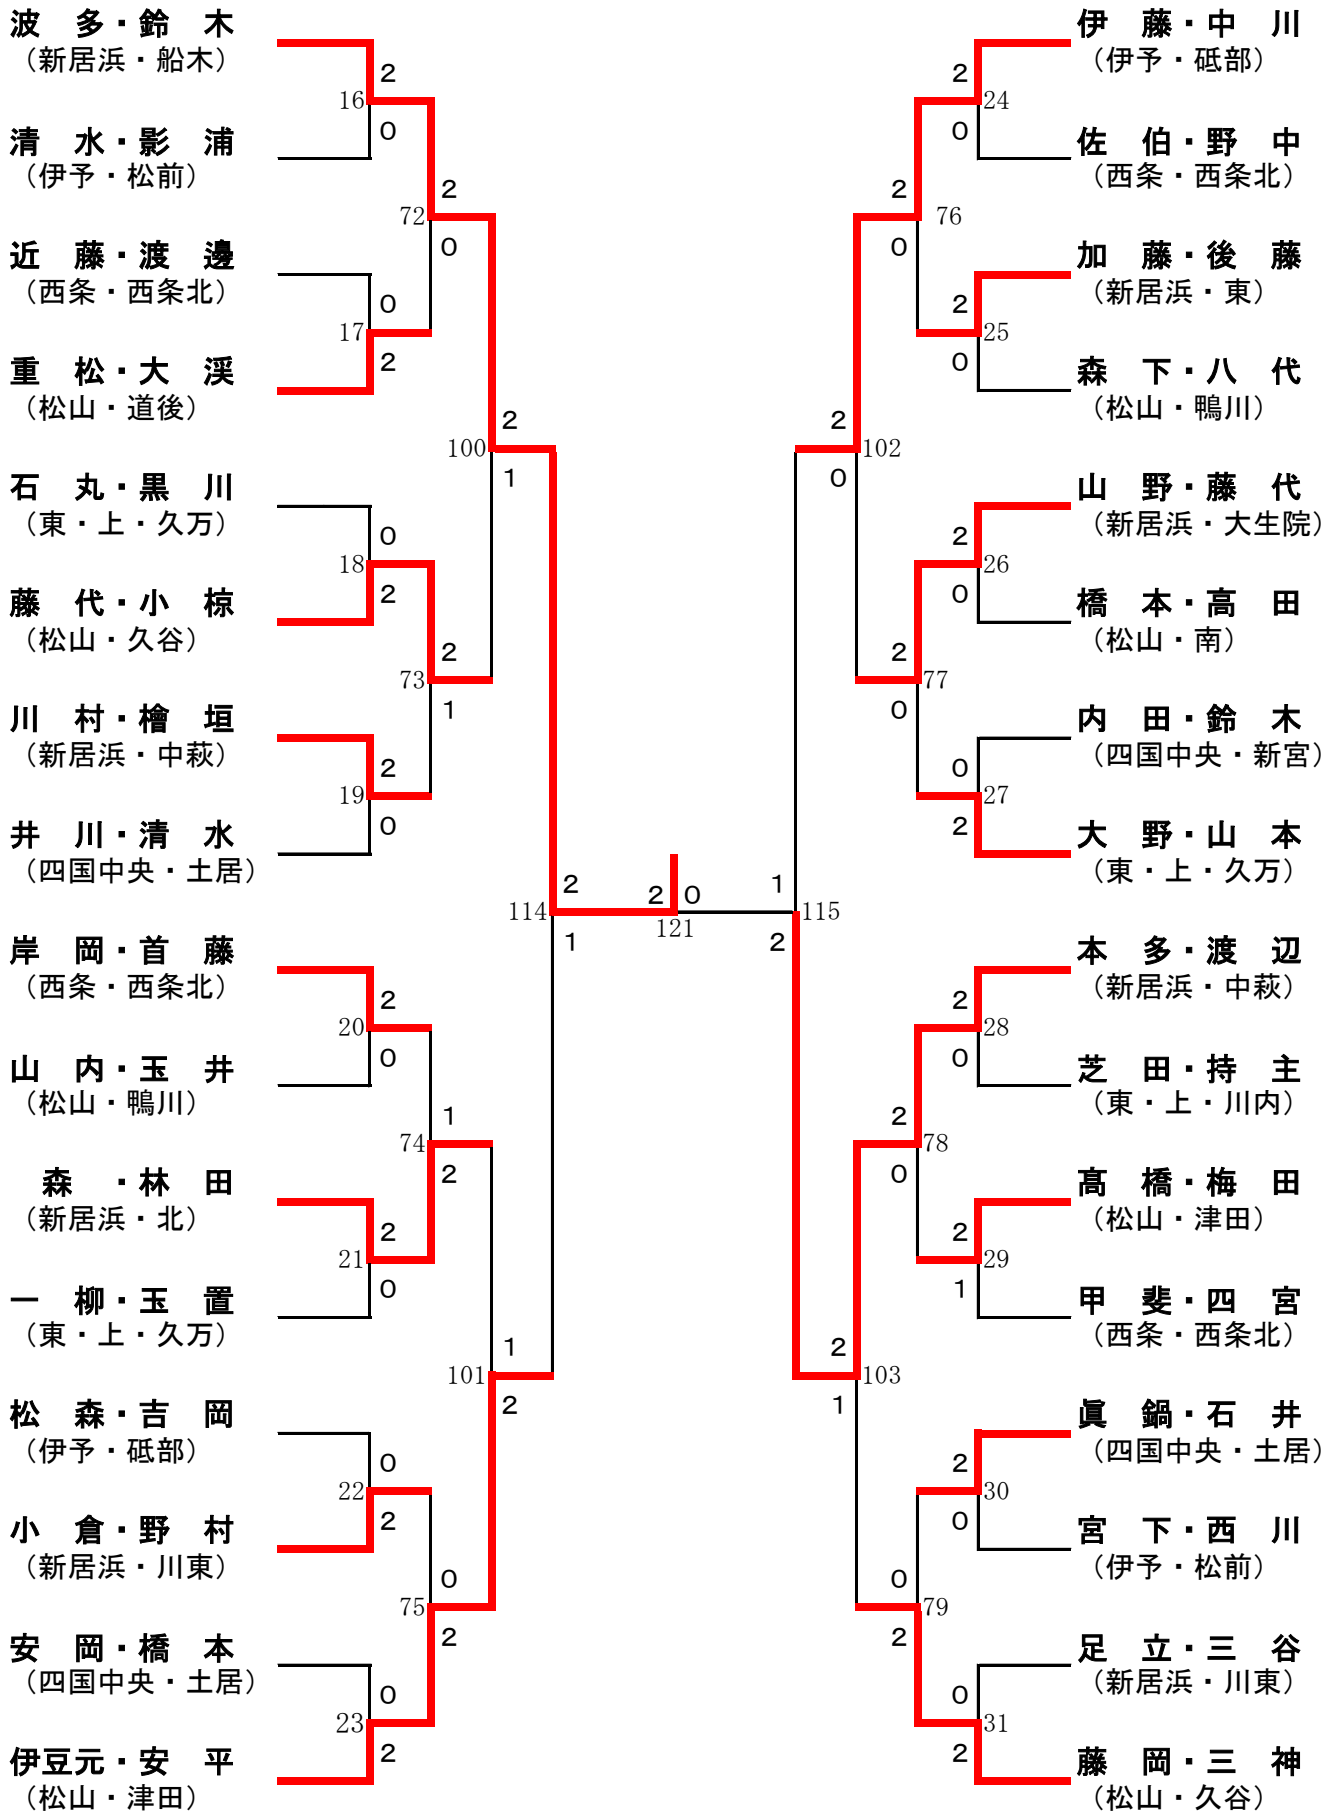 波　多・鈴　木
（新居浜・船木）
2
16
0
清　水・影　浦
（伊予・松前）
2
72
0
近　藤・渡　邊
（西条・西条北）
0
17
2
重　松・大　渓
（松山・道後）
2
100
1
石　丸・黒　川
（東・上・久万）
0
18
2
藤　代・小　椋
（松山・久谷）
2
73
1
川　村・檜　垣
（新居浜・中萩）
2
19
0
井　川・清　水
（四国中央・土居）
2
114
1
岸　岡・首　藤
（西条・西条北）
2
20
0
山　内・玉　井
（松山・鴨川）
1
74
2
森　・林　田
（新居浜・北）
2
21
0
一　柳・玉　置
（東・上・久万）
1
101
2
松　森・吉　岡
（伊予・砥部）
0
22
2
小　倉・野　村
（新居浜・川東）
0
75
2
安　岡・橋　本
（四国中央・土居）
0
23
2
伊豆元・安　平
（松山・津田）
2 0
121
伊　藤・中　川
（伊予・砥部）
2
24
0
佐　伯・野　中
（西条・西条北）
2
76
0
加　藤・後　藤
（新居浜・東）
2
25
0
森　下・八　代
（松山・鴨川）
2
102
0
山　野・藤　代
（新居浜・大生院）
2
26
0
橋　本・高　田
（松山・南）
2
77
0
内　田・鈴　木
（四国中央・新宮）
0
27
2
大　野・山　本
（東・上・久万）
1
115
2
本　多・渡　辺
（新居浜・中萩）
2
28
0
芝　田・持　主
（東・上・川内）
2
78
0
髙　橋・梅　田
（松山・津田）
2
29
1
甲　斐・四　宮
（西条・西条北）
2
103
1
眞　鍋・石　井
（四国中央・土居）
2
30
0
宮　下・西　川
（伊予・松前）
0
79
2
足　立・三　谷
（新居浜・川東）
0
31
2
藤　岡・三　神
（松山・久谷）